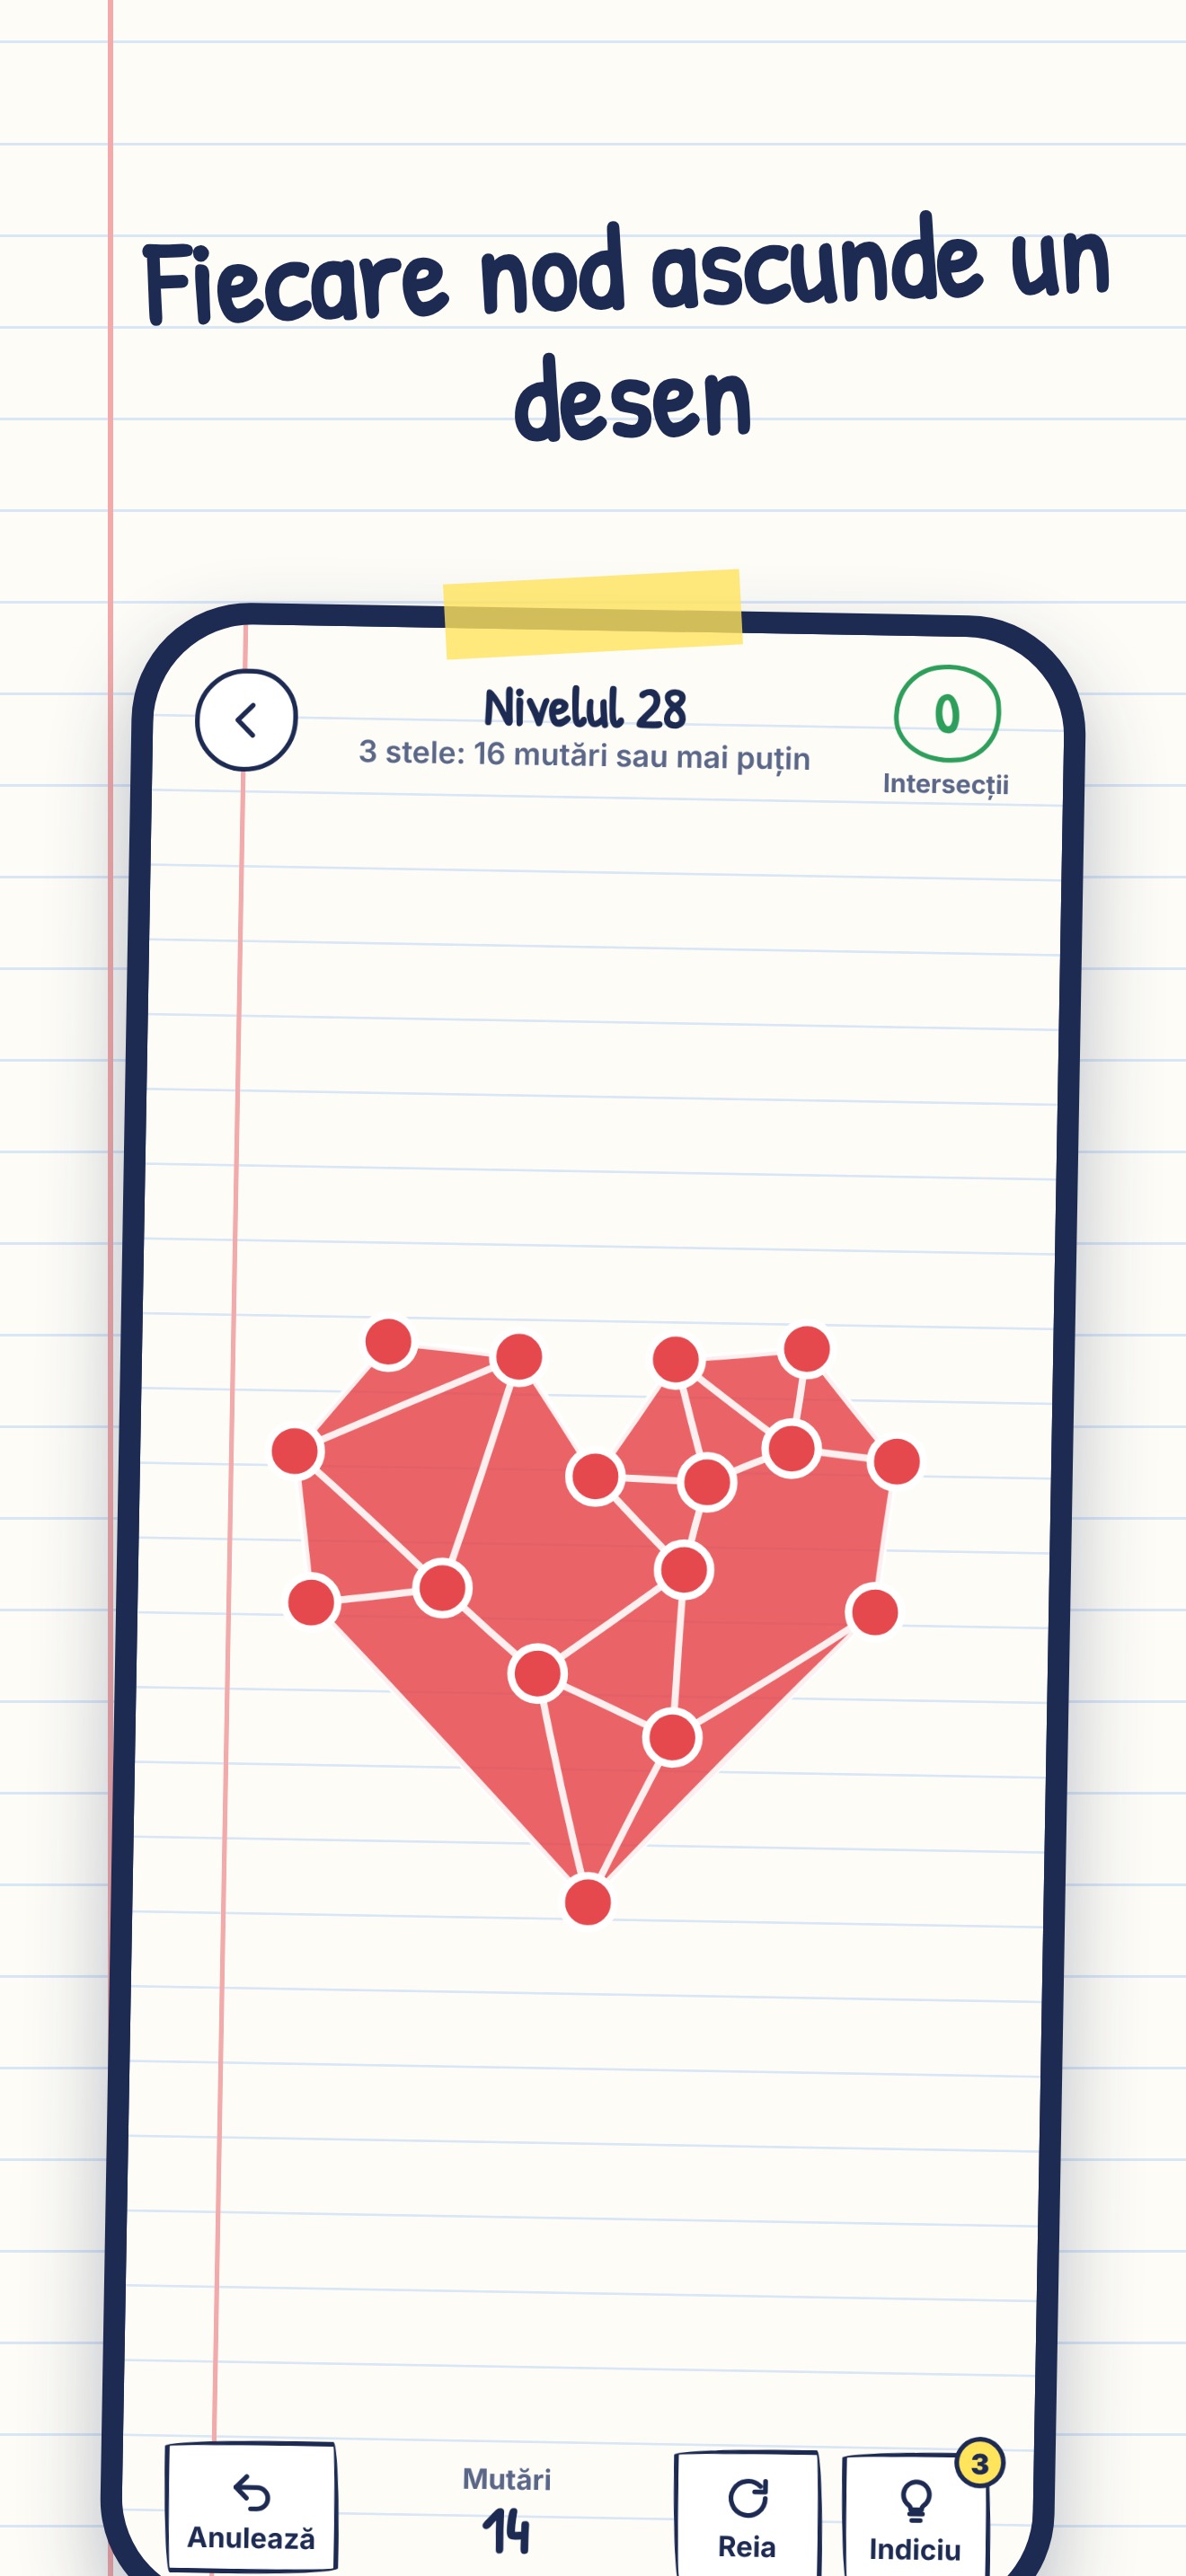 Fiecare nod ascunde un
desen
Nivelul 28
3 stele: 16 mutări sau mai puțin
0
Intersecții
Anulează
Mutări
14
Reia
3
Indiciu